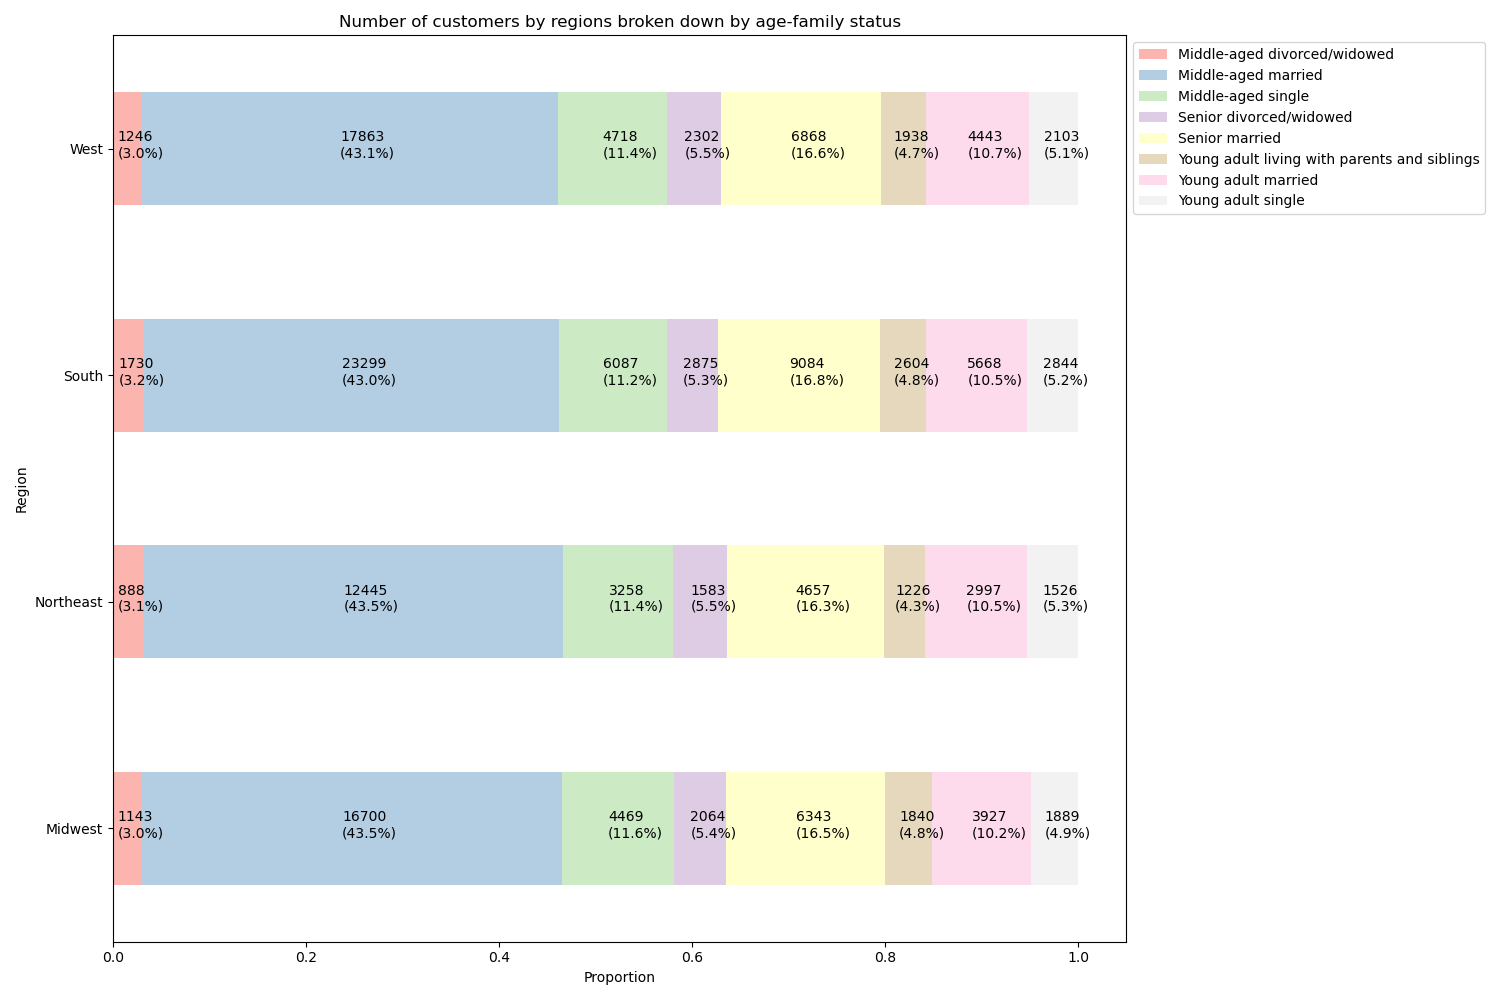 Number of customers by regions broken down by age-family status
Middle-aged divorced/widowed
Middle-aged married
Middle-aged single
Senior divorced/widowed
Senior married
Young adult living with parents and siblings
Young adult married
Young adult single
Region
West
1246 17863 4718 2302 6868 1938 4443 2103
(3.0%) (43.1%) (11.4%) (5.5%) (16.6%) (4.7%) (10.7%) (5.1%)
South
1730 23299 6087 2875 9084 2604 5668 2844
(3.2%) (43.0%) (11.2%) (5.3%) (16.8%) (4.8%) (10.5%) (5.2%)
Northeast
888 12445 3258 1583 4657 1226 2997 1526
(3.1%) (43.5%) (11.4%) (5.5%) (16.3%) (4.3%) (10.5%) (5.3%)
Midwest
1143 16700 4469 2064 6343 1840 3927 1889
(3.0%) (43.5%) (11.6%) (5.4%) (16.5%) (4.8%) (10.2%) (4.9%)
0.0 0.2 0.4 0.6 0.8 1.0
Proportion